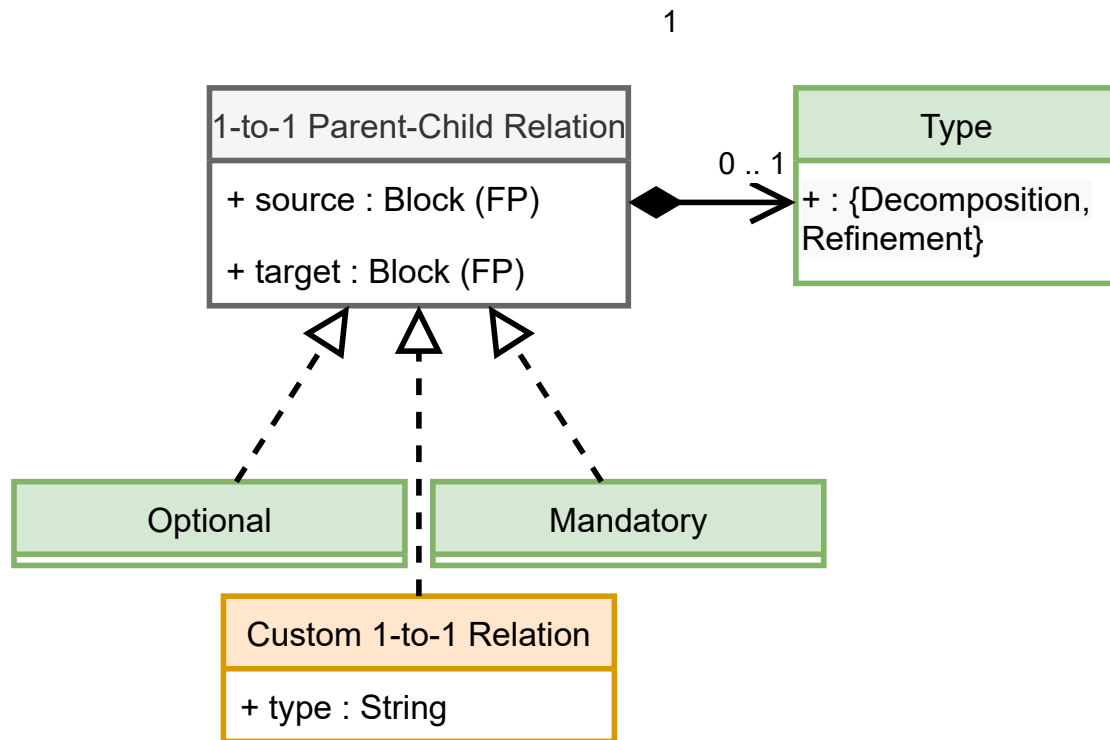 1
1-to-1 Parent-Child Relation
Type
0 .. 1
+ source : Block (FP)
+ : {Decomposition,
Refinement}
+ target : Block (FP)
Optional
Mandatory
Custom 1-to-1 Relation
+ type : String